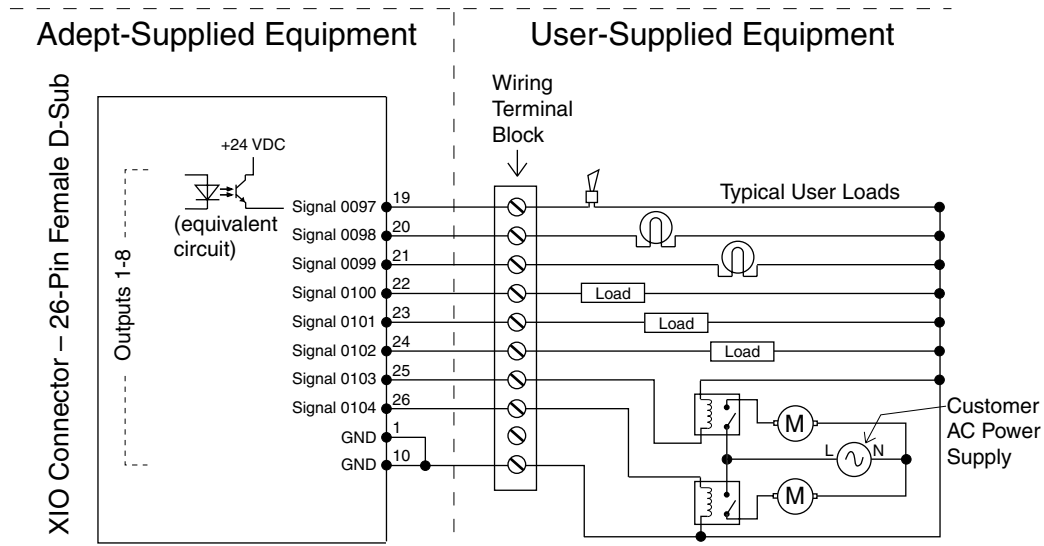 Adept-Supplied Equipment
User-Supplied Equipment
XIO Connector – 26-Pin Female D-Sub
Wiring
Terminal
Block
+24 VDC
(equivalent
circuit)
Outputs 1-8
Typical User Loads
Signal 0097 19
Signal 0098 20
Signal 0099 21
Signal 0100 22
Load
Signal 0101 23
Load
Signal 0102 24
Load
Signal 0103 25
Signal 0104 26
GND 1
GND 10
M
L N
M
Customer
AC Power
Supply